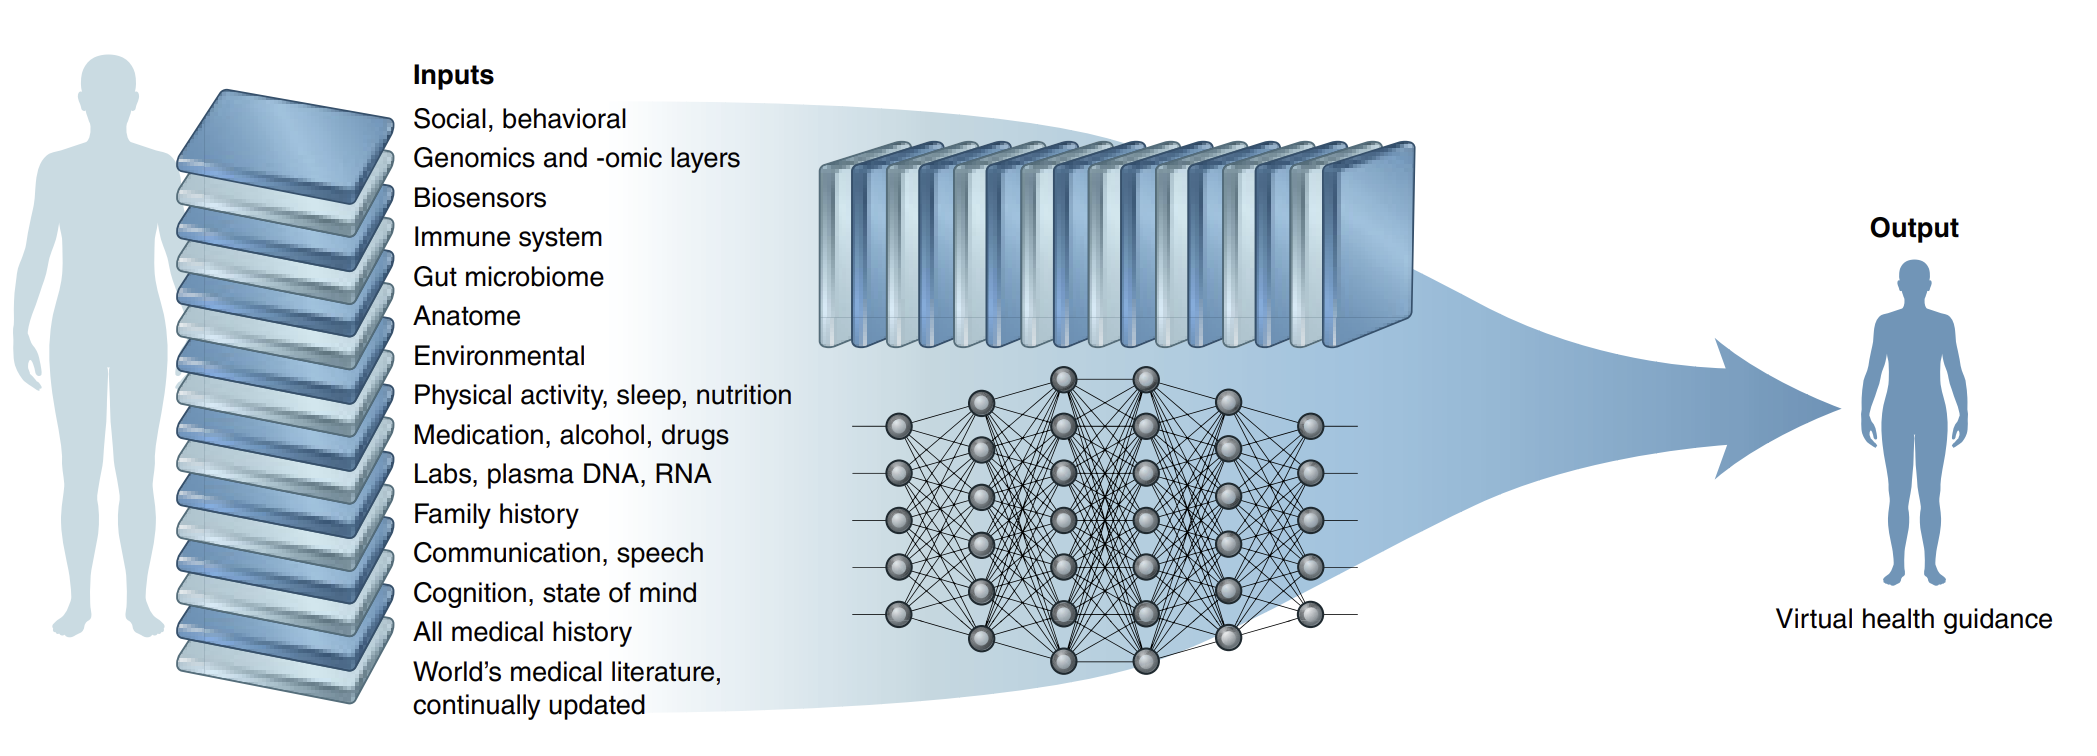 Inputs
Social, behavioral
Genomics and -omic layers
Biosensors
Immune system
Gut microbiome
Anatome
Environmental
Physical activity, sleep, nutrition
Medication, alcohol, drugs
Labs, plasma DNA, RNA
Family history
Communication, speech
Cognition, state of mind
All medical history
World’s medical literature,
continually updated
Output
Virtual health guidance